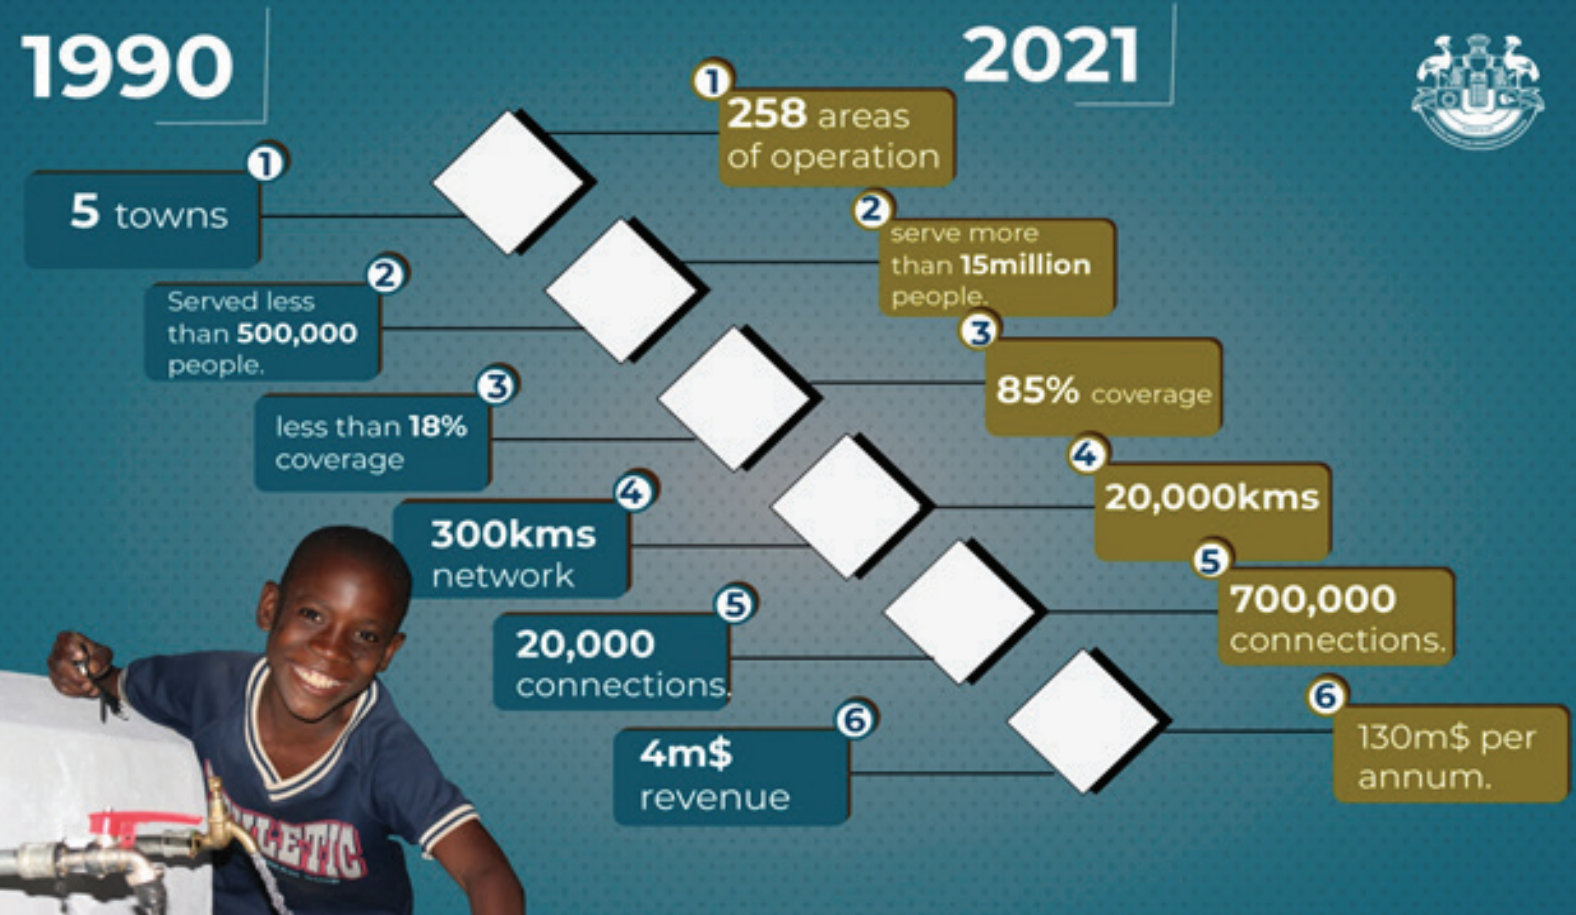 1990
2021
1
5 towns
2
Served less
than 500,000
people.
3
less than 18%
coverage
4
300kms
network
5
20,000
connections.
6
4m$
revenue
1
258 areas
of operation
2
serve more
than 15million
people.
3
85% coverage
4
20,000kms
5
700,000
connections.
6
130m$ per
annum.